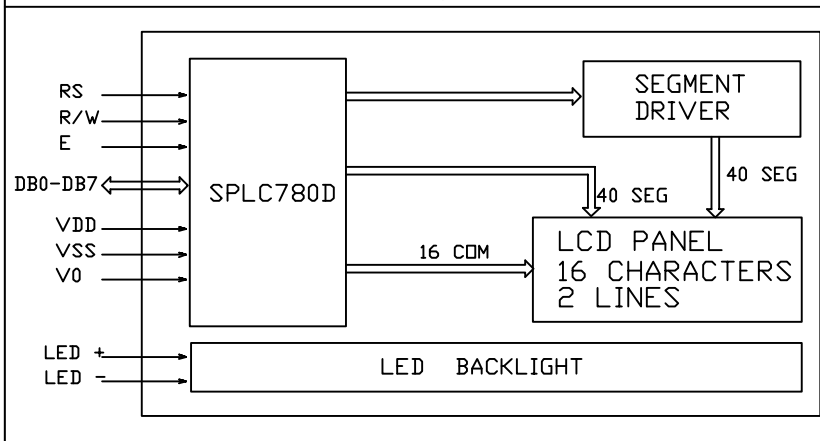 RS
R/W
E
DB0-DB7
VDD
VSS
V0
LED +
LED -
SPLC780D
SEGMENT
DRIVER
40 SEG
40 SEG
16 COM
LCD PANEL
16 CHARACTERS
2 LINES
LED BACKLIGHT